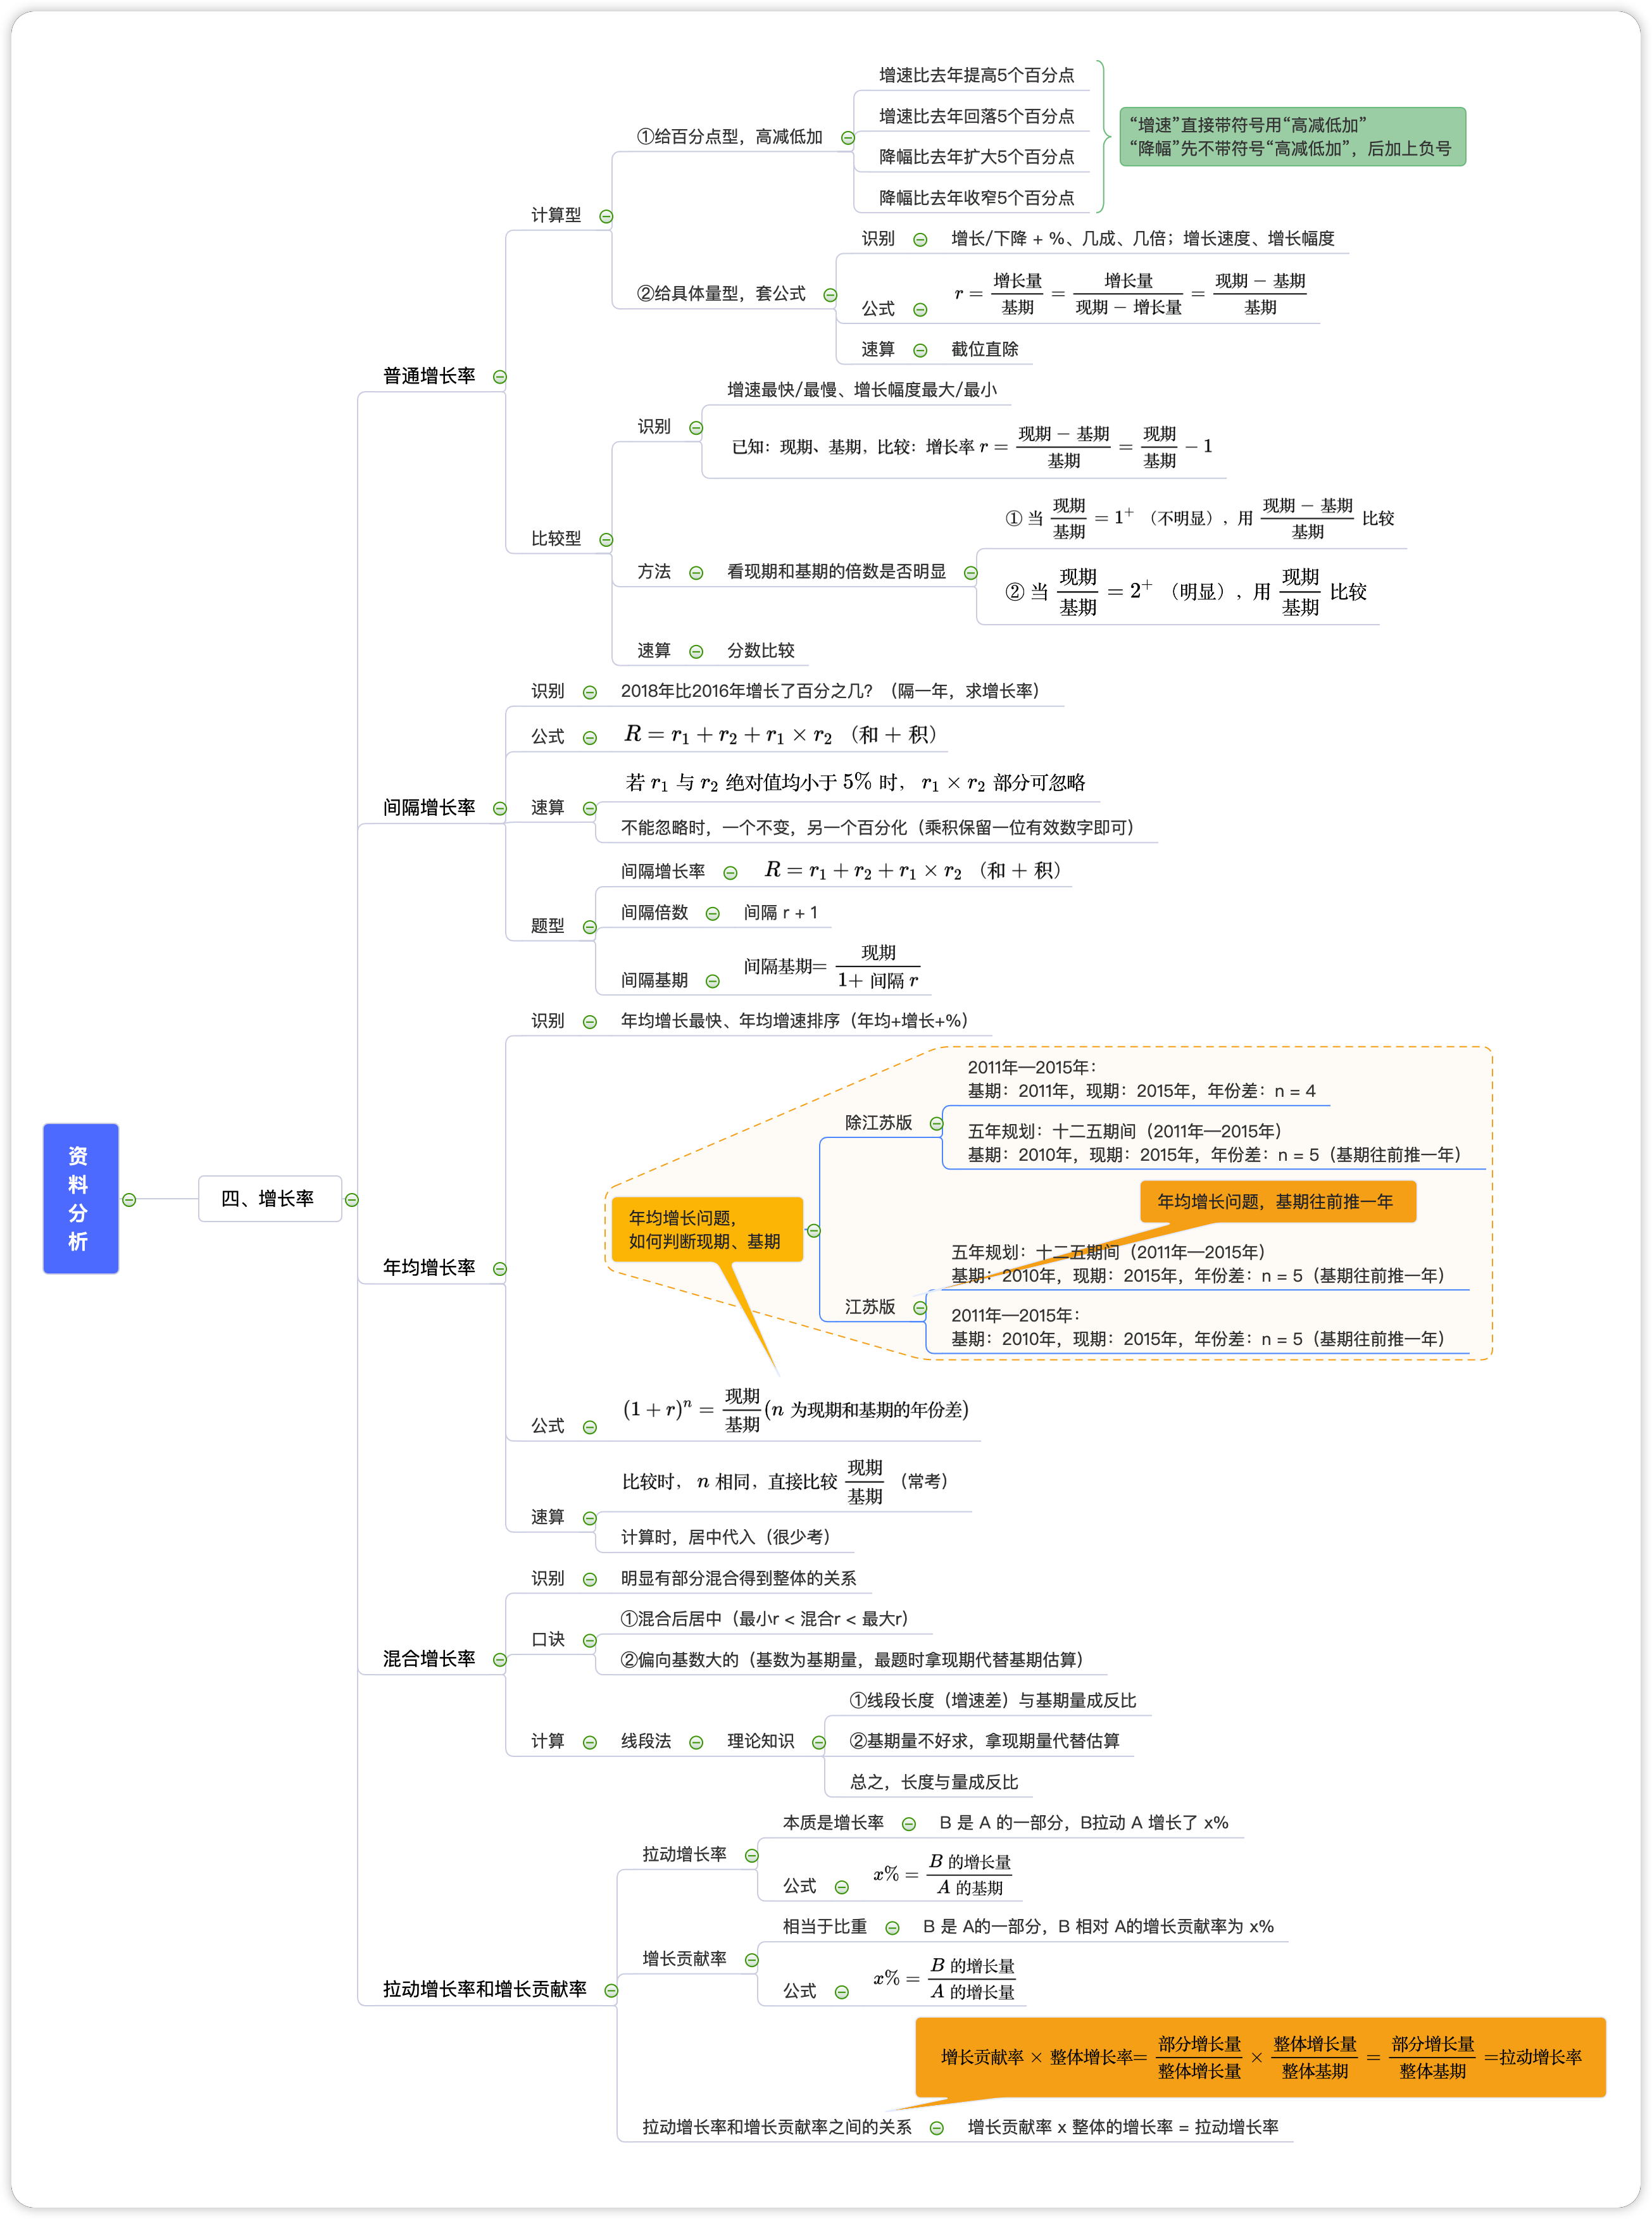 资料分析
四、增长率
普通增长率
计算型
①给百分点型，高减低加
增速比去年提高5个百分点
增速比去年回落5个百分点
降幅比去年扩大5个百分点
降幅比去年收窄5个百分点
“增速”直接带符号用“高减低加”
“降幅”先不带符号“高减低加”，后加上负号
②给具体量型，套公式
识别
增长/下降 + %、几成、几倍；增长速度、增长幅度
公式
r = 增长量/基期 = 增长量/(现期 − 增长量) = (现期 − 基期)/基期
速算
截位直除
比较型
识别
增速最快/最慢、增长幅度最大/最小
已知：现期、基期，比较：增长率 r = (现期 − 基期)/基期 = 现期/基期 − 1
方法
看现期和基期的倍数是否明显
① 当 现期/基期 = 1⁺ （不明显），用 (现期 − 基期)/基期 比较
② 当 现期/基期 = 2⁺ （明显），用 现期/基期 比较
速算
分数比较
间隔增长率
识别
2018年比2016年增长了百分之几？（隔一年，求增长率）
公式
R = r₁ + r₂ + r₁ × r₂ （和 + 积）
速算
若 r₁ 与 r₂ 绝对值均小于 5% 时， r₁ × r₂ 部分可忽略
不能忽略时，一个不变，另一个百分化（乘积保留一位有效数字即可）
题型
间隔增长率
R = r₁ + r₂ + r₁ × r₂ （和 + 积）
间隔倍数
间隔 r + 1
间隔基期
间隔基期= 现期/(1+ 间隔 r)
年均增长率
识别
年均增长最快、年均增速排序（年均+增长+%）
年均增长问题，
如何判断现期、基期
除江苏版
2011年—2015年：
基期：2011年，现期：2015年，年份差：n = 4
五年规划：十二五期间（2011年—2015年）
基期：2010年，现期：2015年，年份差：n = 5（基期往前推一年）
年均增长问题，基期往前推一年
江苏版
五年规划：十二五期间（2011年—2015年）
基期：2010年，现期：2015年，年份差：n = 5（基期往前推一年）
2011年—2015年：
基期：2010年，现期：2015年，年份差：n = 5（基期往前推一年）
公式
(1 + r)ⁿ = 现期/基期 (n 为现期和基期的年份差)
速算
比较时， n 相同，直接比较 现期/基期 （常考）
计算时，居中代入（很少考）
混合增长率
识别
明显有部分混合得到整体的关系
口诀
①混合后居中（最小r < 混合r < 最大r）
②偏向基数大的（基数为基期量，最题时拿现期代替基期估算）
计算
线段法
理论知识
①线段长度（增速差）与基期量成反比
②基期量不好求，拿现期量代替估算
总之，长度与量成反比
拉动增长率和增长贡献率
拉动增长率
本质是增长率
B 是 A 的一部分，B拉动 A 增长了 x%
公式
x% = B 的增长量/A 的基期
增长贡献率
相当于比重
B 是 A的一部分，B 相对 A的增长贡献率为 x%
公式
x% = B 的增长量/A 的增长量
增长贡献率 × 整体增长率= 部分增长量/整体增长量 × 整体增长量/整体基期 = 部分增长量/整体基期 =拉动增长率
拉动增长率和增长贡献率之间的关系
增长贡献率 x 整体的增长率 = 拉动增长率